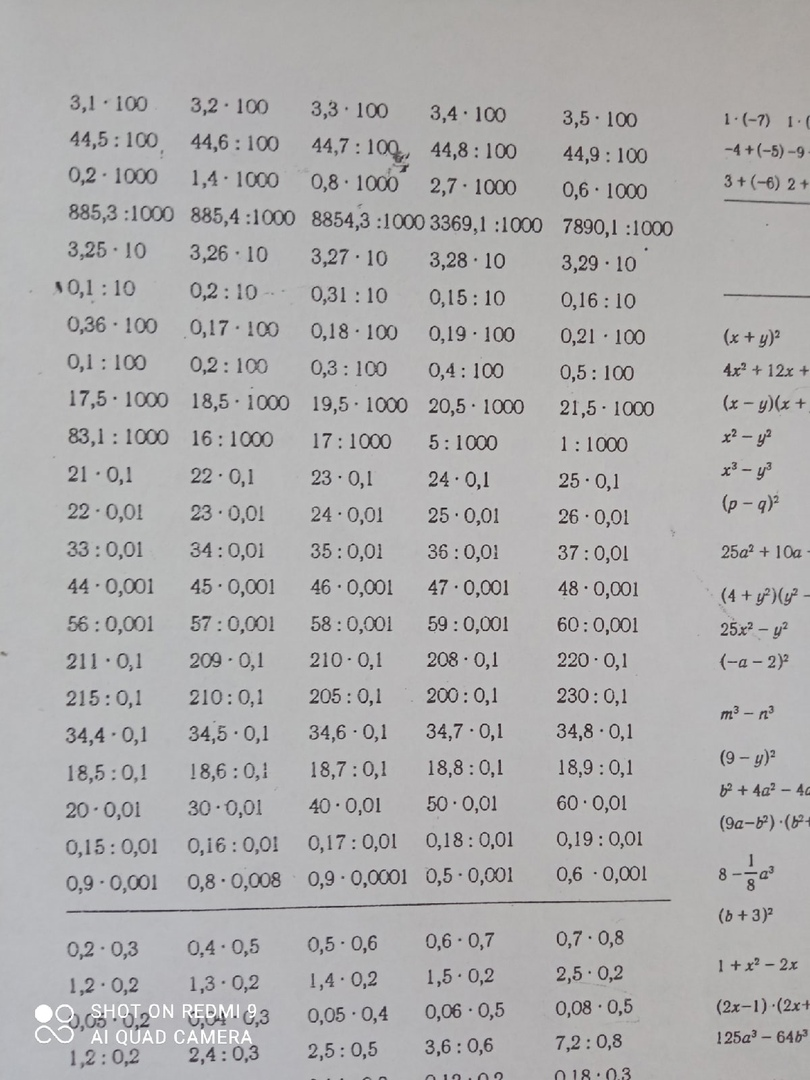 3,1 · 100 3,2 · 100 3,3 · 100 3,4 · 100 3,5 · 100
44,5 : 100 44,6 : 100 44,7 : 100 44,8 : 100 44,9 : 100
0,2 · 1000 1,4 · 1000 0,8 · 1000 2,7 · 1000 0,6 · 1000
885,3 :1000 885,4 :1000 8854,3 :1000 3369,1 :1000 7890,1 :1000
3,25 · 10 3,26 · 10 3,27 · 10 3,28 · 10 3,29 · 10
0,1 : 10 0,2 : 10 0,31 : 10 0,15 : 10 0,16 : 10
0,36 · 100 0,17 · 100 0,18 · 100 0,19 · 100 0,21 · 100
0,1 : 100 0,2 : 100 0,3 : 100 0,4 : 100 0,5 : 100
17,5 · 1000 18,5 · 1000 19,5 · 1000 20,5 · 1000 21,5 · 1000
83,1 : 1000 16 : 1000 17 : 1000 5 : 1000 1 : 1000
21 · 0,1 22 · 0,1 23 · 0,1 24 · 0,1 25 · 0,1
22 · 0,01 23 · 0,01 24 · 0,01 25 · 0,01 26 · 0,01
33 : 0,01 34 : 0,01 35 : 0,01 36 : 0,01 37 : 0,01
44 · 0,001 45 · 0,001 46 · 0,001 47 · 0,001 48 · 0,001
56 : 0,001 57 : 0,001 58 : 0,001 59 : 0,001 60 : 0,001
211 · 0,1 209 · 0,1 210 · 0,1 208 · 0,1 220 · 0,1
215 : 0,1 210 : 0,1 205 : 0,1 200 : 0,1 230 : 0,1
34,4 · 0,1 34,5 · 0,1 34,6 · 0,1 34,7 · 0,1 34,8 · 0,1
18,5 : 0,1 18,6 : 0,1 18,7 : 0,1 18,8 : 0,1 18,9 : 0,1
20 · 0,01 30 · 0,01 40 · 0,01 50 · 0,01 60 · 0,01
0,15 : 0,01 0,16 : 0,01 0,17 : 0,01 0,18 : 0,01 0,19 : 0,01
0,9 · 0,001 0,8 · 0,008 0,9 · 0,0001 0,5 · 0,001 0,6 · 0,001
0,2 · 0,3 0,4 · 0,5 0,5 · 0,6 0,6 · 0,7 0,7 · 0,8
1,2 · 0,2 1,3 · 0,2 1,4 · 0,2 1,5 · 0,2 2,5 · 0,2
0,05 · 0,2 0,04 · 0,3 0,05 · 0,4 0,06 · 0,5 0,08 · 0,5
1,2 : 0,2 2,4 : 0,3 2,5 : 0,5 3,6 : 0,6 7,2 : 0,8
0,18 · 0,3
1 · (−7) 1 · (
−4 + (−5) −9
3 + (−6) 2 +
(x + y)²
4x² + 12x +
(x − y)(x +
x² − y²
x³ − y³
(p − q)²
25a² + 10a
(4 + y²)(y² −
25x² − y²
(−a − 2)²
m³ − n³
(9 − y)²
b² + 4a² − 4a
(9a−b²) · (b²+
8 − 1/8 a³
(b + 3)²
1 + x² − 2x
(2x−1) · (2x+
125a³ − 64b³
SHOT ON REDMI 9
AI QUAD CAMERA